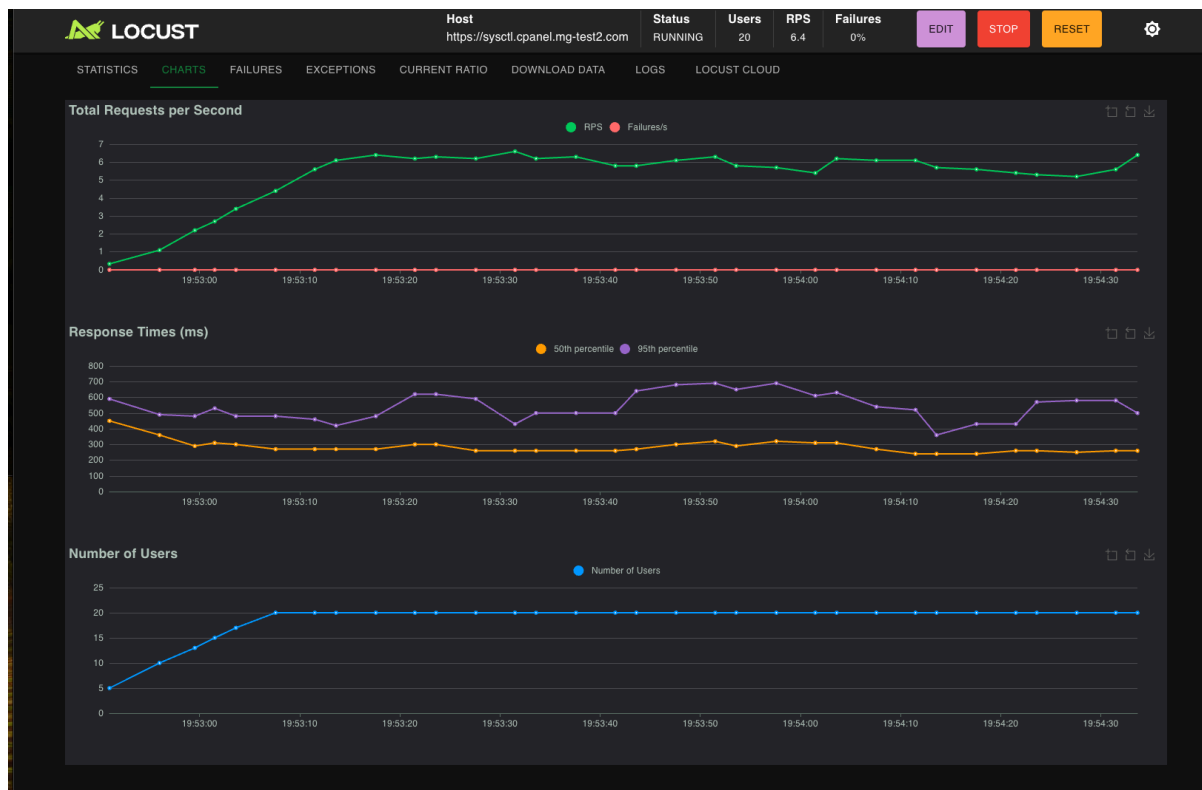 LOCUST
Host Status Users RPS Failures
https://sysctl.cpanel.mg-test2.com RUNNING 20 6.4 0%
EDIT STOP RESET
STATISTICS CHARTS FAILURES EXCEPTIONS CURRENT RATIO DOWNLOAD DATA LOGS LOCUST CLOUD
Total Requests per Second
RPS Failures/s
7
6
5
4
3
2
1
0
19:53:00 19:53:10 19:53:20 19:53:30 19:53:40 19:53:50 19:54:00 19:54:10 19:54:20 19:54:30
Response Times (ms)
50th percentile 95th percentile
800
700
600
500
400
300
200
100
0
19:53:00 19:53:10 19:53:20 19:53:30 19:53:40 19:53:50 19:54:00 19:54:10 19:54:20 19:54:30
Number of Users
Number of Users
25
20
15
10
5
0
19:53:00 19:53:10 19:53:20 19:53:30 19:53:40 19:53:50 19:54:00 19:54:10 19:54:20 19:54:30